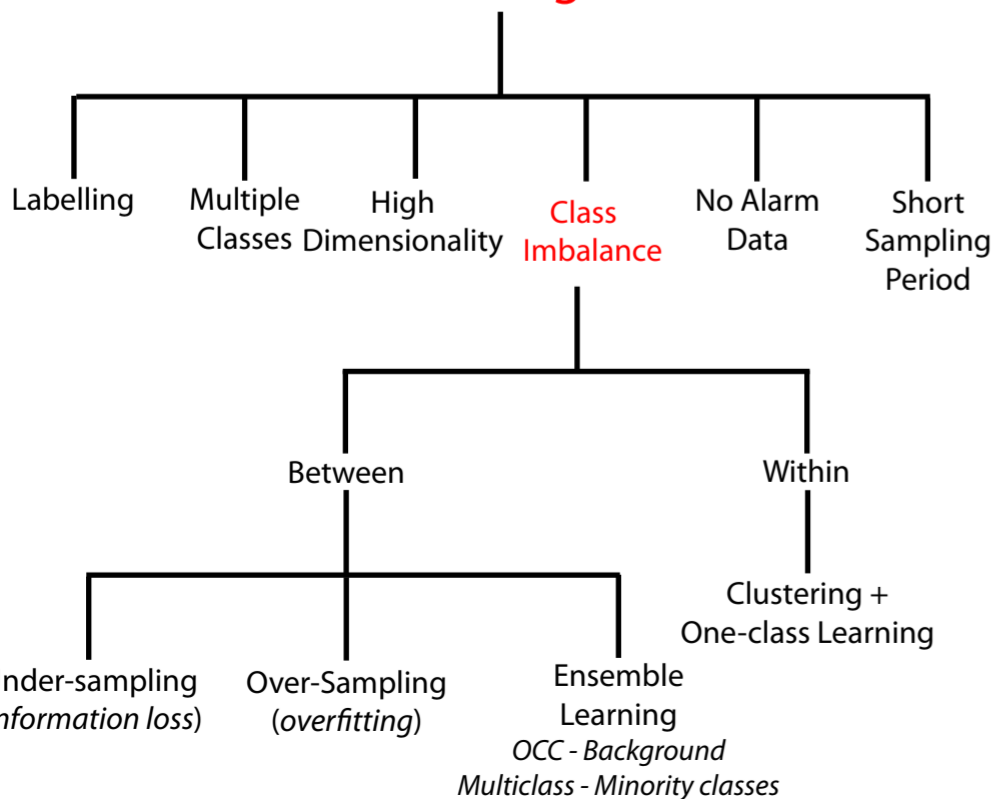 Labelling
Multiple
Classes
High
Dimensionality
Class
Imbalance
No Alarm
Data
Short
Sampling
Period
Between
Within
Clustering +
One-class Learning
nder-sampling
nformation loss)
Over-Sampling
(overfitting)
Ensemble
Learning
OCC - Background
Multiclass - Minority classes